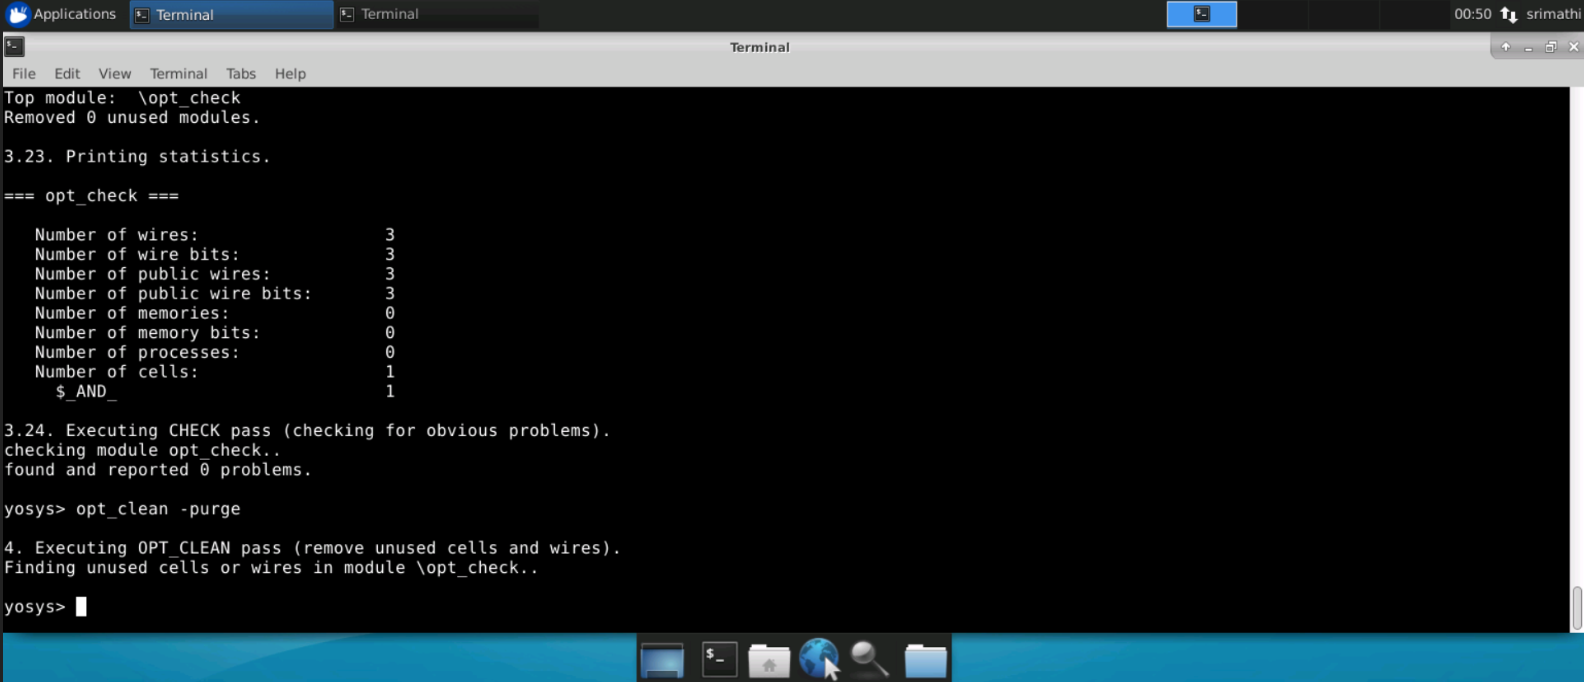 Applications Terminal Terminal 00:50 srimathi
Terminal
File Edit View Terminal Tabs Help
Top module:  \opt_check
Removed 0 unused modules.
3.23. Printing statistics.
=== opt_check ===
Number of wires: 3
Number of wire bits: 3
Number of public wires: 3
Number of public wire bits: 3
Number of memories: 0
Number of memory bits: 0
Number of processes: 0
Number of cells: 1
$_AND_ 1
3.24. Executing CHECK pass (checking for obvious problems).
checking module opt_check..
found and reported 0 problems.
yosys> opt_clean -purge
4. Executing OPT_CLEAN pass (remove unused cells and wires).
Finding unused cells or wires in module \opt_check..
yosys>